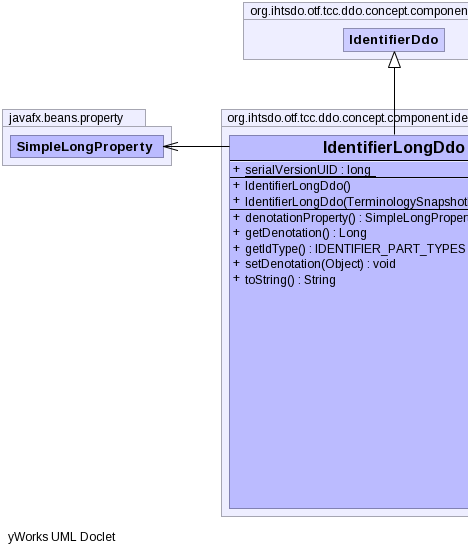 org.ihtsdo.otf.tcc.ddo.concept.component
IdentifierDdo
javafx.beans.property
SimpleLongProperty
org.ihtsdo.otf.tcc.ddo.concept.component.ide
IdentifierLongDdo
+ serialVersionUID : long
+ IdentifierLongDdo()
+ IdentifierLongDdo(TerminologySnapshot
+ denotationProperty() : SimpleLongPropert
+ getDenotation() : Long
+ getIdType() : IDENTIFIER_PART_TYPES
+ setDenotation(Object) : void
+ toString() : String
yWorks UML Doclet